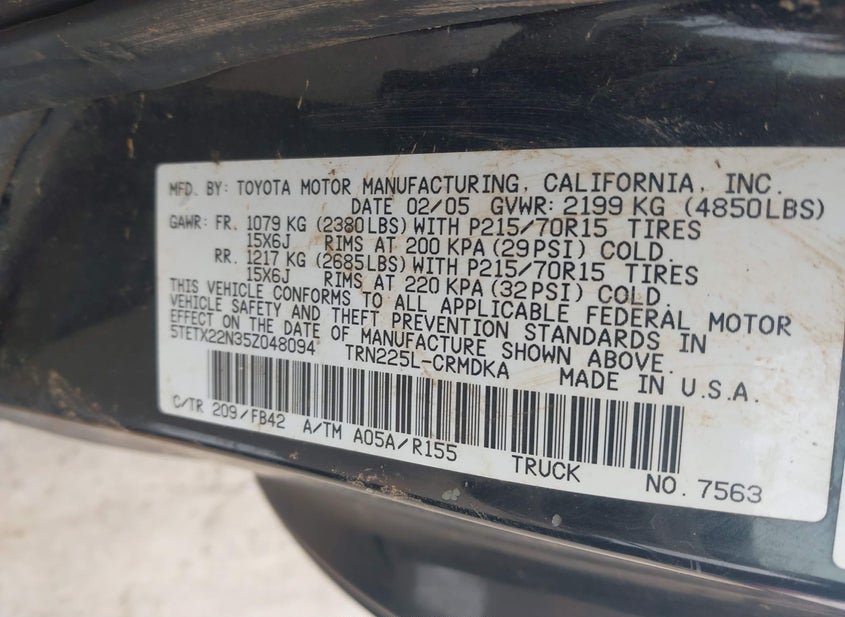 MFD. BY: TOYOTA MOTOR MANUFACTURING, CALIFORNIA, INC.
DATE 02/05 GVWR: 2199 KG (4850LBS)
GAWR: FR. 1079 KG (2380LBS) WITH P215/70R15 TIRES
15X6J RIMS AT 200 KPA (29PSI) COLD.
RR. 1217 KG (2685LBS) WITH P215/70R15 TIRES
15X6J RIMS AT 220 KPA (32PSI) COLD.
THIS VEHICLE CONFORMS TO ALL APPLICABLE FEDERAL MOTOR
VEHICLE SAFETY AND THEFT PREVENTION STANDARDS IN
EFFECT ON THE DATE OF MANUFACTURE SHOWN ABOVE.
5TETX22N35Z048094 TRN225L-CRMDKA MADE IN U.S.A.
C/TR 209/FB42 A/TM A05A/R155 TRUCK NO. 7563